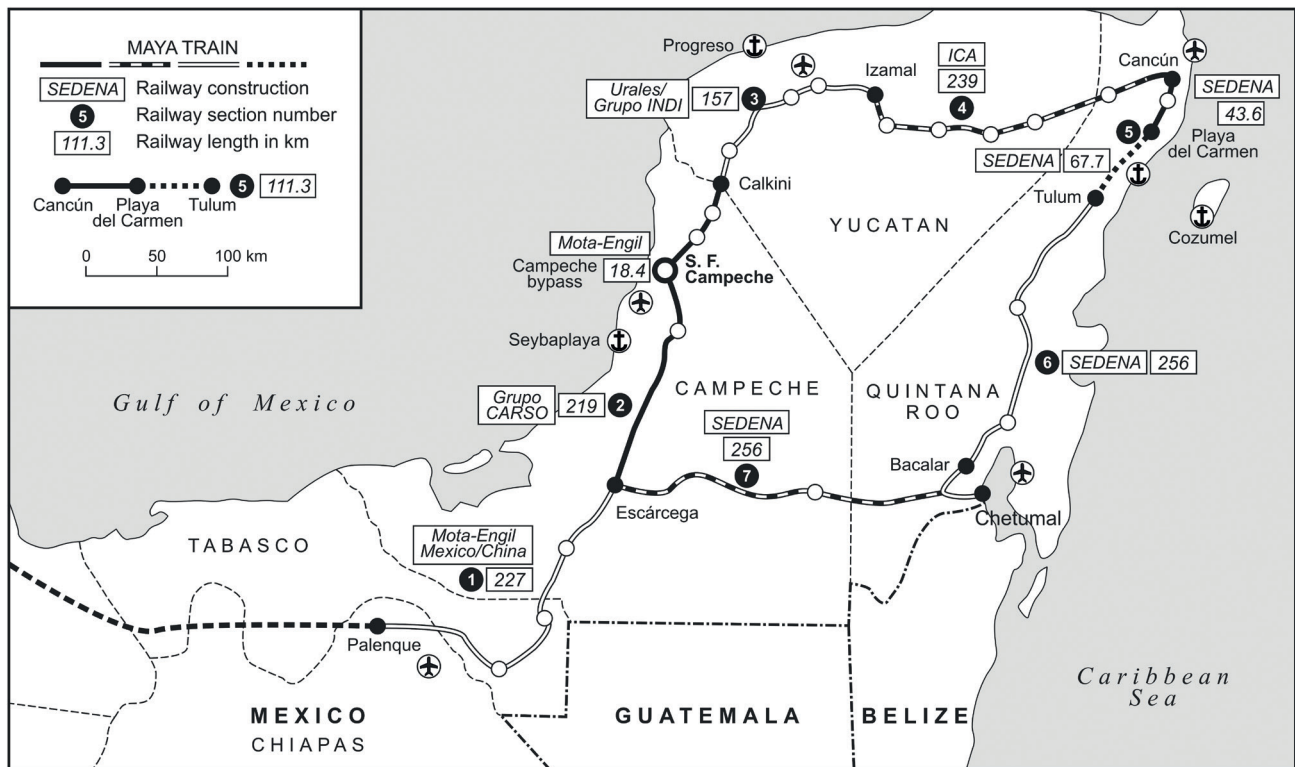 MAYA TRAIN
SEDENA Railway construction
5 Railway section number
111.3 Railway length in km
5 111.3
Cancún Playa Tulum
del Carmen
0 50 100 km
Progreso
Urales/
Grupo INDI
157 3
Izamal
ICA
239
4
Cancún
SEDENA
43.6
5
Playa
del Carmen
SEDENA 67.7
Tulum
Cozumel
Calkini
YUCATAN
Mota-Engil
Campeche
bypass
18.4
S. F.
Campeche
Seybaplaya
Gulf of Mexico
Grupo
CARSO
219 2
CAMPECHE
SEDENA
256
7
QUINTANA
ROO
6 SEDENA 256
Bacalar
Chetumal
Escárcega
TABASCO
Mota-Engil
Mexico/China
1 227
Palenque
Caribbean
Sea
MEXICO
CHIAPAS
GUATEMALA
BELIZE